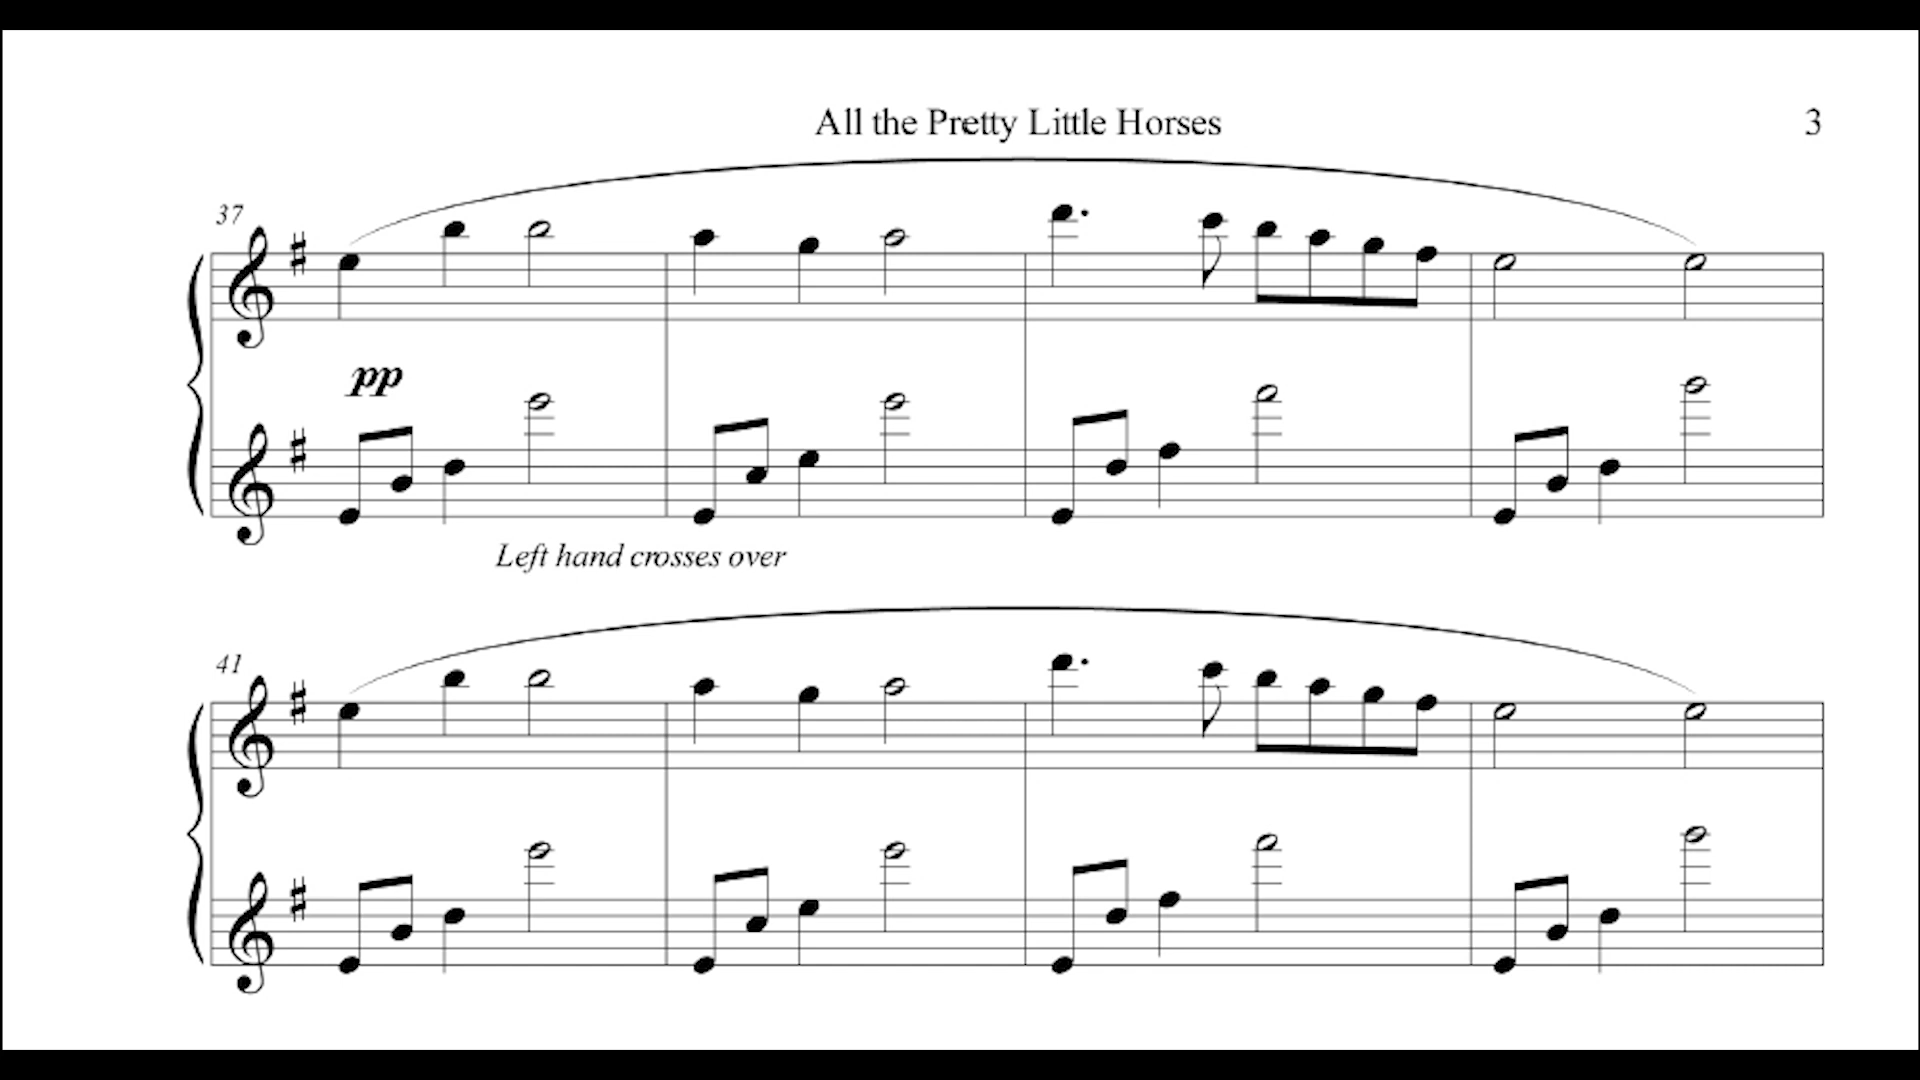 All the Pretty Little Horses 3
37
pp
Left hand crosses over
41